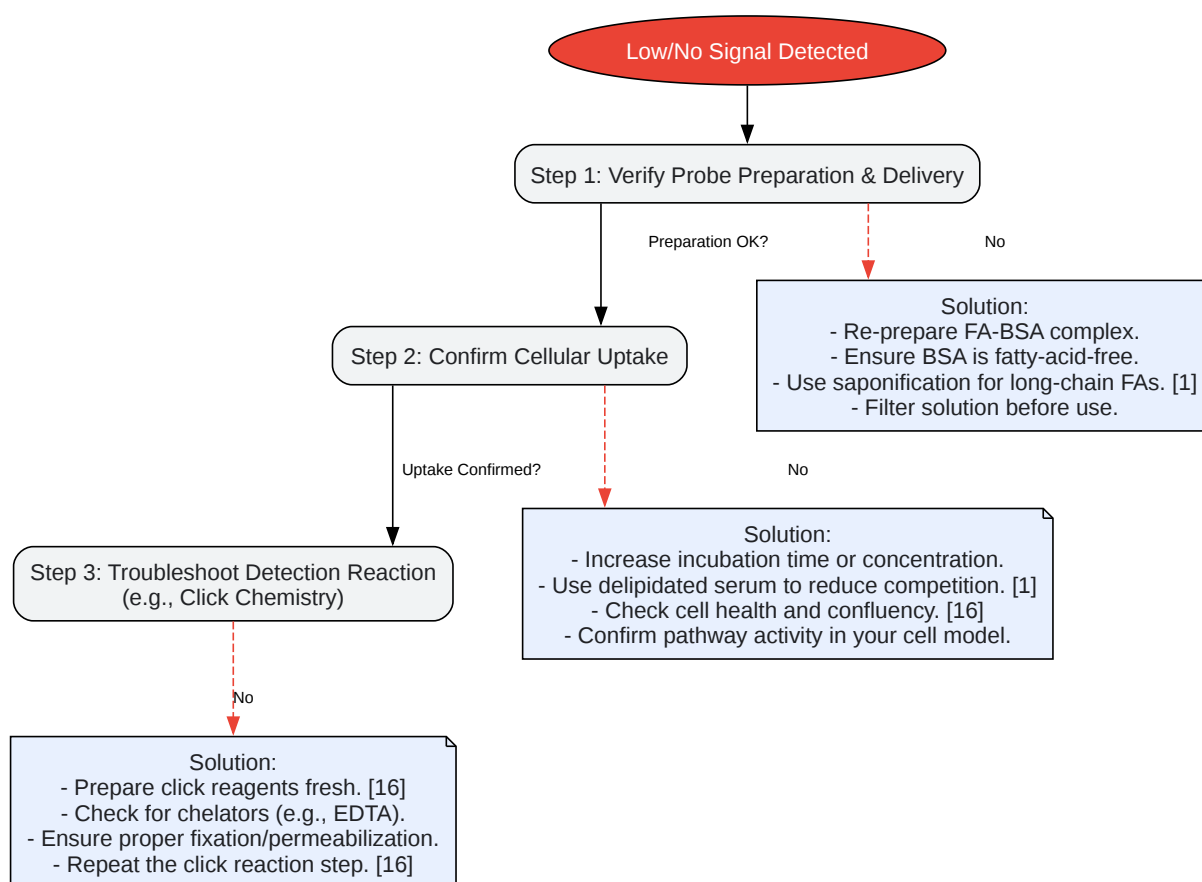 Low/No Signal Detected
Step 1: Verify Probe Preparation & Delivery
Preparation OK?
No
Solution:
- Re-prepare FA-BSA complex.
- Ensure BSA is fatty-acid-free.
- Use saponification for long-chain FAs. [1]
- Filter solution before use.
Step 2: Confirm Cellular Uptake
Uptake Confirmed?
No
Solution:
- Increase incubation time or concentration.
- Use delipidated serum to reduce competition. [1]
- Check cell health and confluency. [16]
- Confirm pathway activity in your cell model.
Step 3: Troubleshoot Detection Reaction
(e.g., Click Chemistry)
No
Solution:
- Prepare click reagents fresh. [16]
- Check for chelators (e.g., EDTA).
- Ensure proper fixation/permeabilization.
- Repeat the click reaction step. [16]